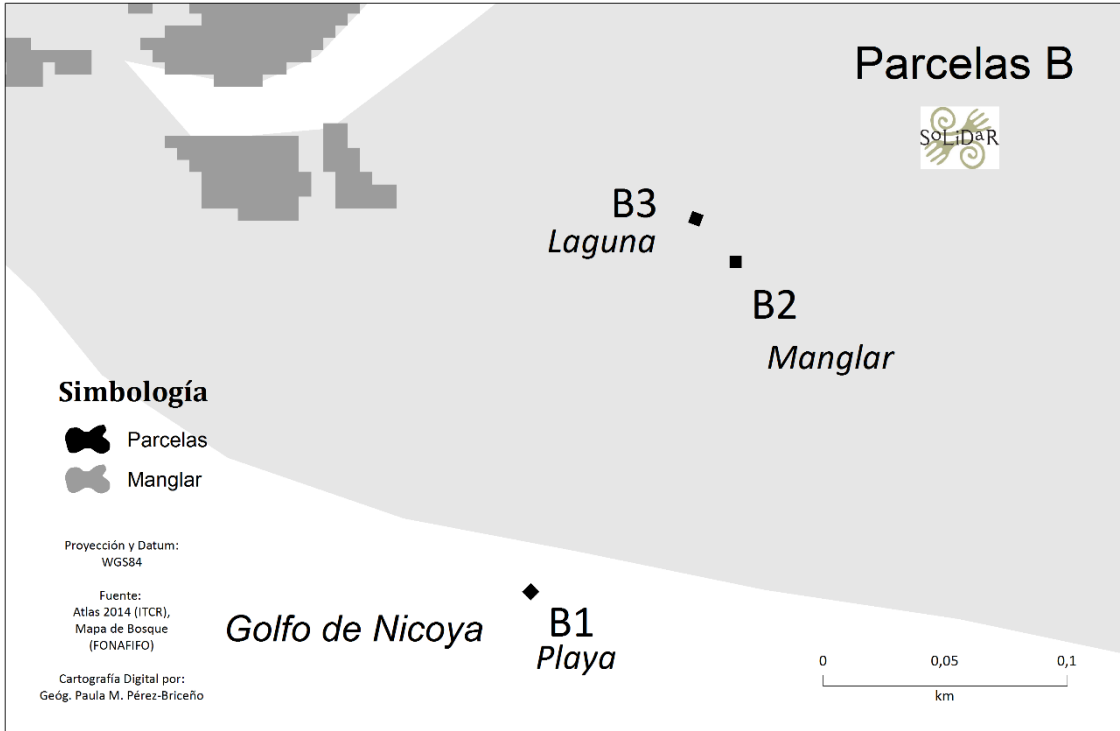 Parcelas B
SoLiDaR
B3
Laguna
B2
Manglar
Simbología
Parcelas
Manglar
Proyección y Datum:
WGS84
Fuente:
Atlas 2014 (ITCR),
Mapa de Bosque
(FONAFIFO)
Cartografía Digital por:
Geóg. Paula M. Pérez-Briceño
Golfo de Nicoya
B1
Playa
0 0,05 0,1
km